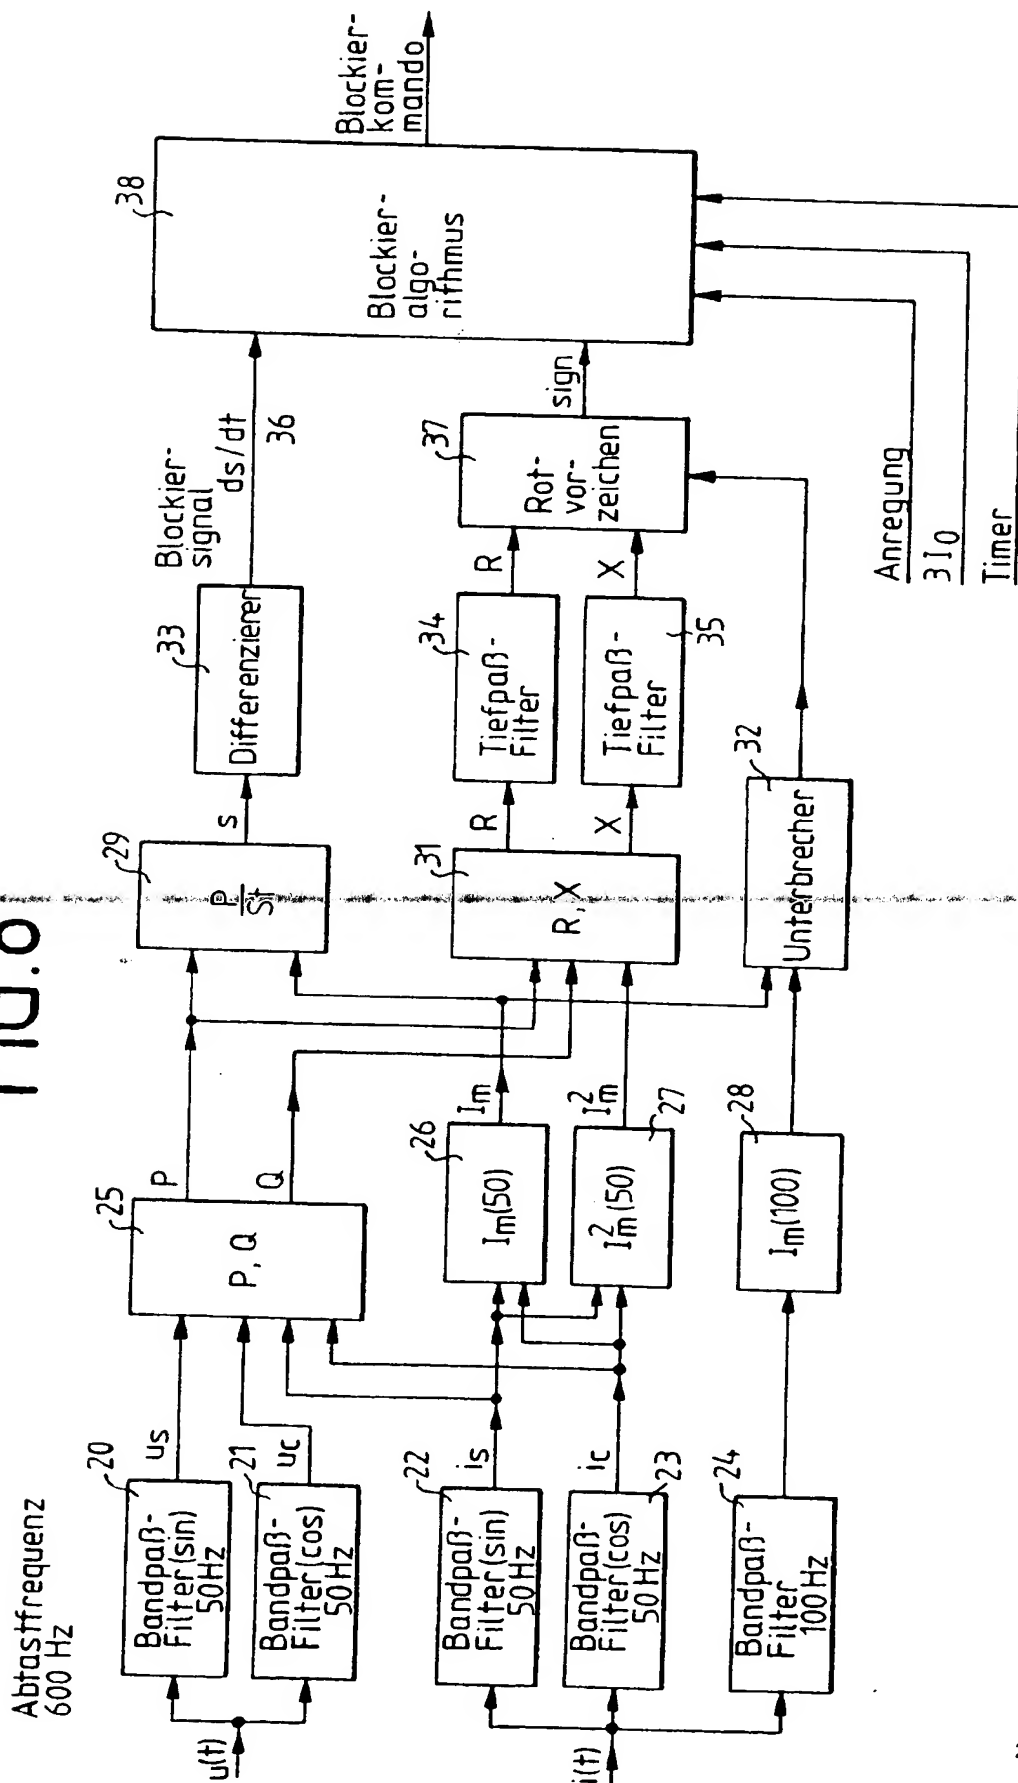 FIG.8
Abtastfrequenz
600 Hz
u(t)
i(t)
20
Bandpaß-
Filter(sin)
50Hz
us
21
Bandpaß-
Filter(cos)
50Hz
uc
22
Bandpaß-
Filter(sin)
50Hz
is
23
Bandpaß-
Filter(cos)
50Hz
ic
24
Bandpaß-
Filter
100Hz
25
P, Q
P
Q
26
Im(50)
Im
27
I²m(50)
I²m
28
Im(100)
29
P
St
s
31
R, X
R
X
32
Unterbrecher
33
Differenzierer
Blockier-
signal
ds/dt
36
34
Tiefpaß-
Filter
R
35
Tiefpaß-
Filter
X
37
Rot-
vor-
zeichen
sign
38
Blockier-
algo-
rithmus
Blockier-
kom-
mando
Anregung
3I0
Timer